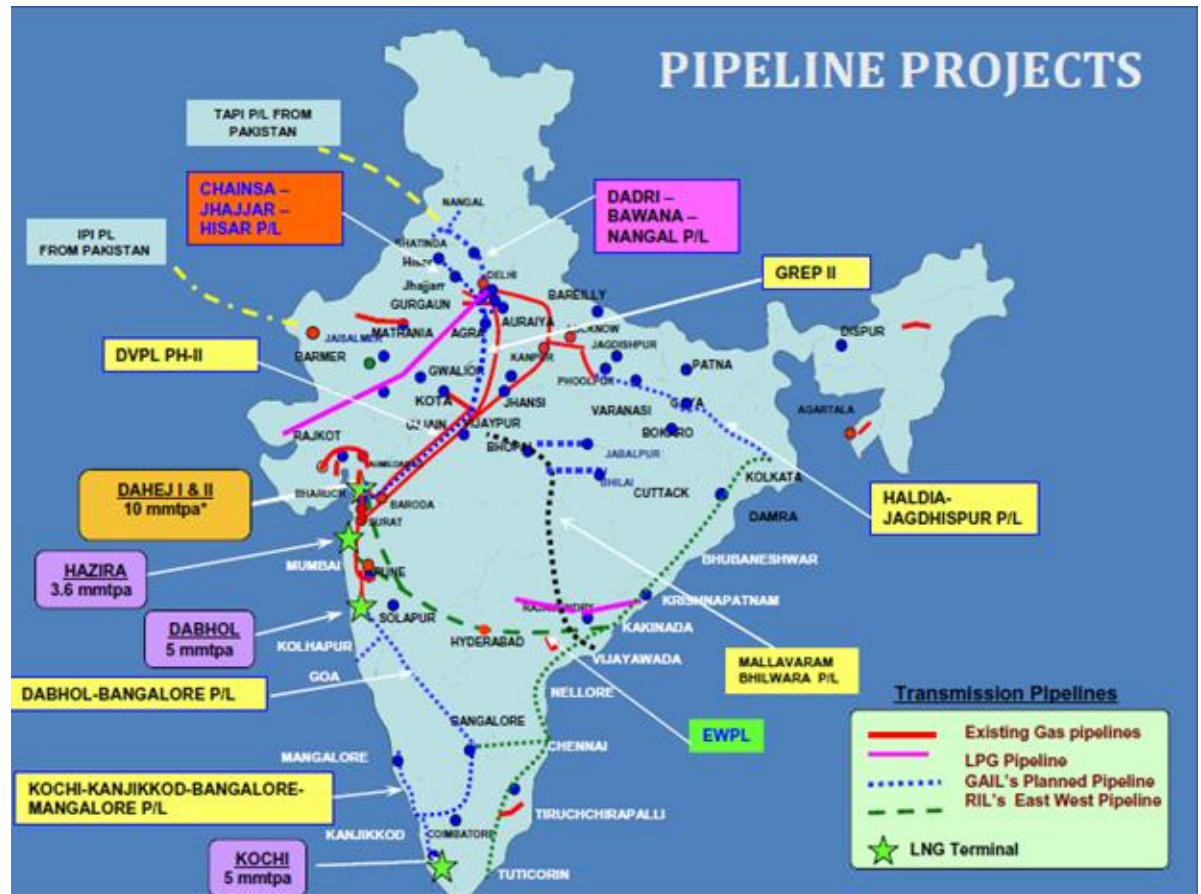 PIPELINE PROJECTS
TAPI P/L FROM
PAKISTAN
CHAINSA –
JHAJJAR –
HISAR P/L
NANGAL
DADRI –
BAWANA –
NANGAL P/L
IPI PL
FROM PAKISTAN
BHATINDA
Hisar
Jhajjarr
DELHI
GREP II
GURGAUN
BAREILLY
MATHANIA
AGRA
AURAIYA
LUCKNOW
DISPUR
JAISALMER
BARMER
KANPUR
JAGDISHPUR
DVPL PH-II
GWALIOR
PHOOLPUR
PATNA
KOTA
JHANSI
VARANASI
GAYA
AGARTALA
RAJKOT
UJJAIN
VIJAYPUR
BOKARO
BHOPAL
JABALPUR
AHMEDABAD
BHILAI
KOLKATA
DAHEJ I & II
10 mmtpa*
BHARUCH
BARODA
CUTTACK
DAMRA
HALDIA-
JAGDHISPUR P/L
SURAT
HAZIRA
3.6 mmtpa
MUMBAI
PUNE
BHUBANESHWAR
DABHOL
5 mmtpa
SOLAPUR
RAJAMUNDRY
KRISHNAPATNAM
KOLHAPUR
HYDERABAD
KAKINADA
VIJAYAWADA
MALLAVARAM
BHILWARA P/L
GOA
DABHOL-BANGALORE P/L
NELLORE
BANGALORE
EWPL
CHENNAI
MANGALORE
KOCHI-KANJIKKOD-BANGALORE-
MANGALORE P/L
TIRUCHCHIRAPALLI
KANJIKKOD
COIMBATORE
KOCHI
5 mmtpa
TUTICORIN
Transmission Pipelines
Existing Gas pipelines
LPG Pipeline
GAIL's Planned Pipeline
RIL's East West Pipeline
LNG Terminal